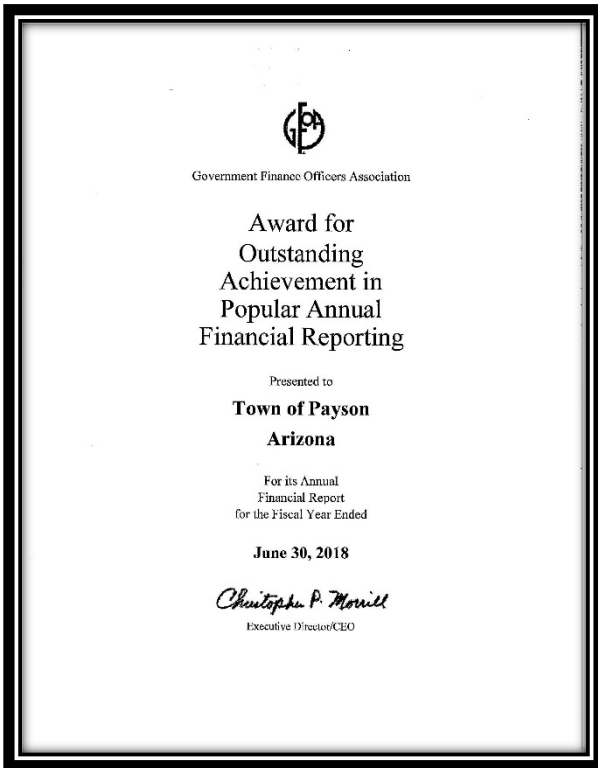 GFOA
Government Finance Officers Association
Award for
Outstanding
Achievement in
Popular Annual
Financial Reporting
Presented to
Town of Payson
Arizona
For its Annual
Financial Report
for the Fiscal Year Ended
June 30, 2018
Christopher P. Morrill
Executive Director/CEO